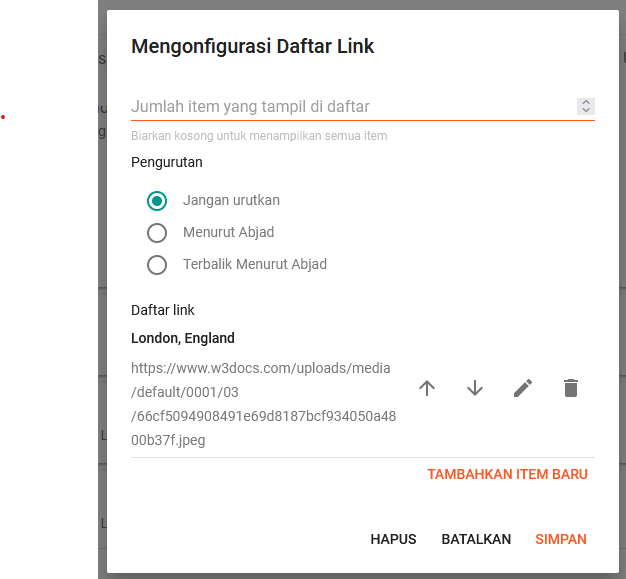 Mengonfigurasi Daftar Link
Jumlah item yang tampil di daftar
Biarkan kosong untuk menampilkan semua item
Pengurutan
Jangan urutkan
Menurut Abjad
Terbalik Menurut Abjad
Daftar link
London, England
https://www.w3docs.com/uploads/media
/default/0001/03
/66cf5094908491e69d8187bcf934050a48
00b37f.jpeg
TAMBAHKAN ITEM BARU
HAPUS BATALKAN SIMPAN